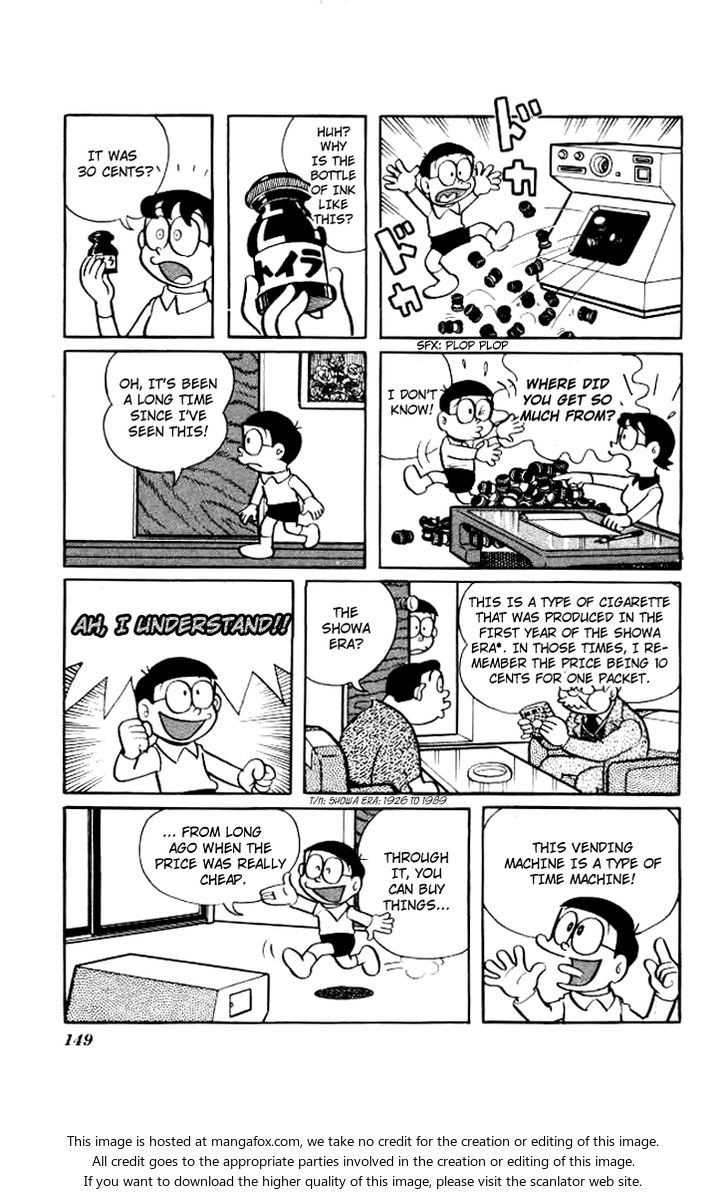 ドカ
ドカ
SFX: PLOP PLOP
HUH?
WHY
IS THE
BOTTLE
OF INK
LIKE
THIS?
トイラ
IT WAS
30 CENTS?
WHERE DID
YOU GET SO
MUCH FROM?
I DON'T
KNOW!
OH, IT'S BEEN
A LONG TIME
SINCE I'VE
SEEN THIS!
THIS IS A TYPE OF CIGARETTE
THAT WAS PRODUCED IN THE
FIRST YEAR OF THE SHOWA
ERA*. IN THOSE TIMES, I RE-
MEMBER THE PRICE BEING 10
CENTS FOR ONE PACKET.
THE
SHOWA
ERA?
T/N: SHOWA ERA: 1926 TO 1989
AH, I UNDERSTAND!!
THIS VENDING
MACHINE IS A TYPE OF
TIME MACHINE!
THROUGH
IT, YOU
CAN BUY
THINGS...
... FROM LONG
AGO WHEN THE
PRICE WAS REALLY
CHEAP.
149
This image is hosted at mangafox.com, we take no credit for the creation or editing of this image.
All credit goes to the appropriate parties involved in the creation or editing of this image.
If you want to download the higher quality of this image, please visit the scanlator web site.